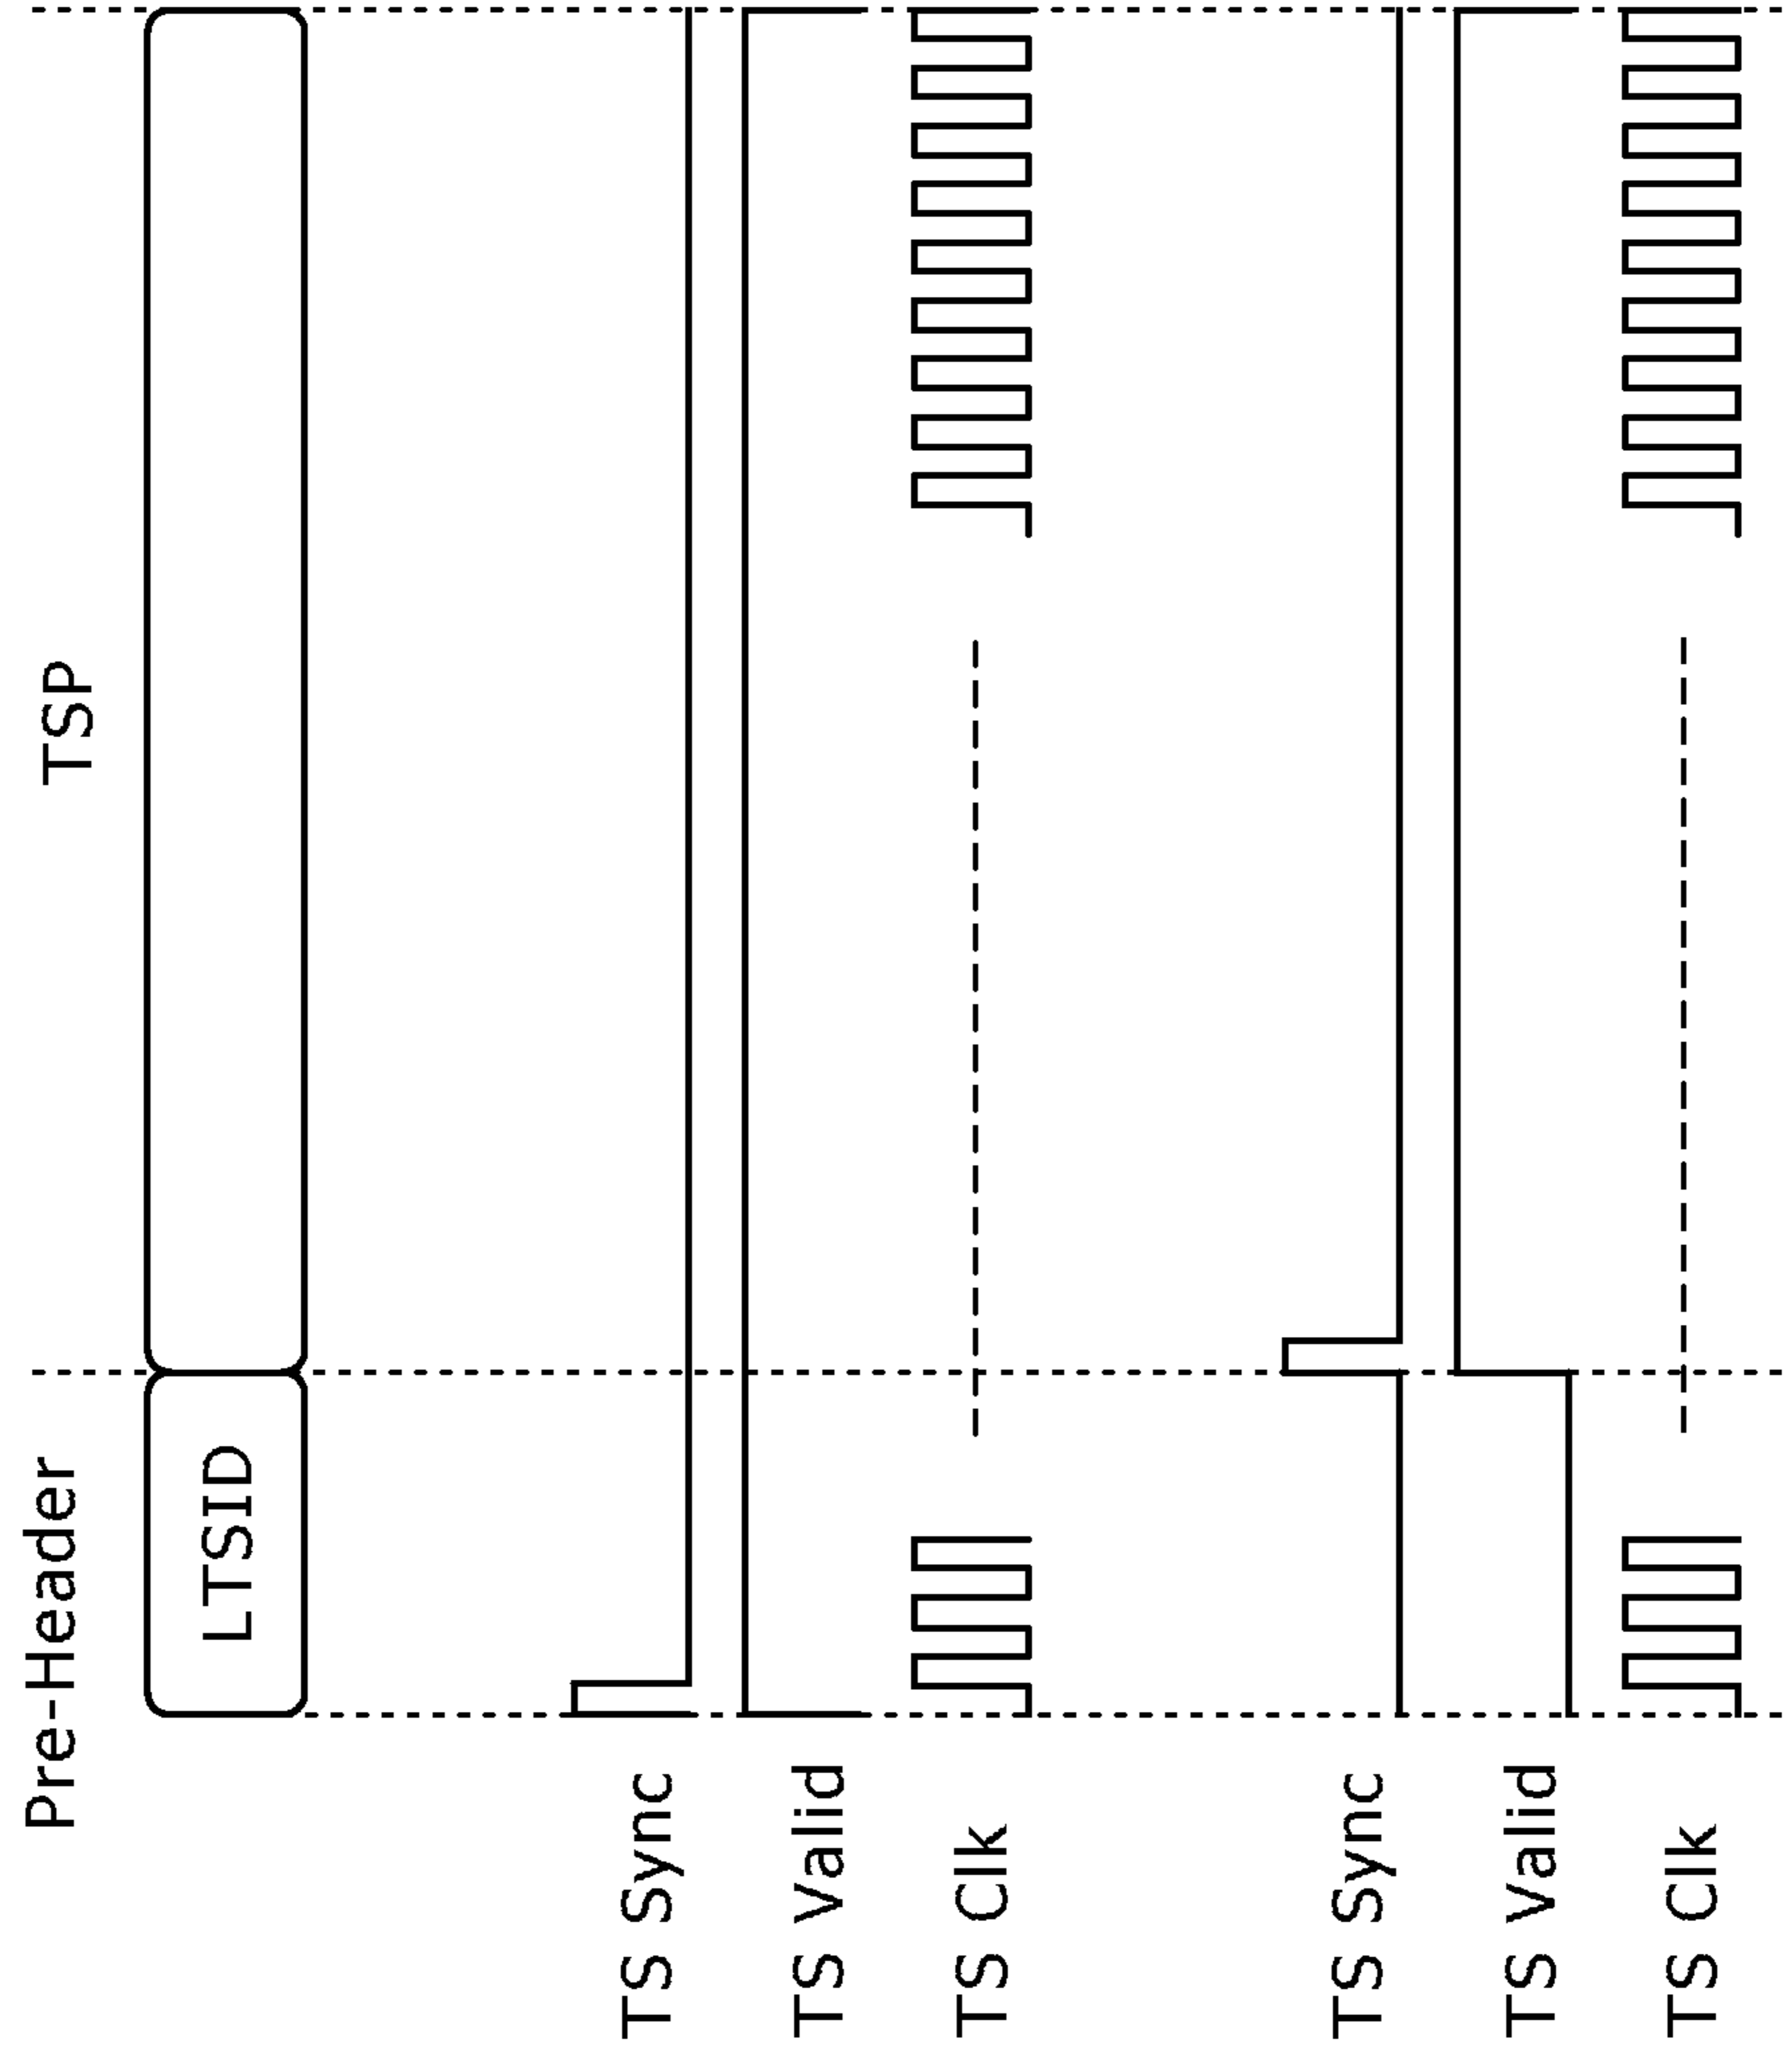 Pre-Header
TSP
LTSID
TS Sync
TS Valid
TS Clk
TS Sync
TS Valid
TS Clk